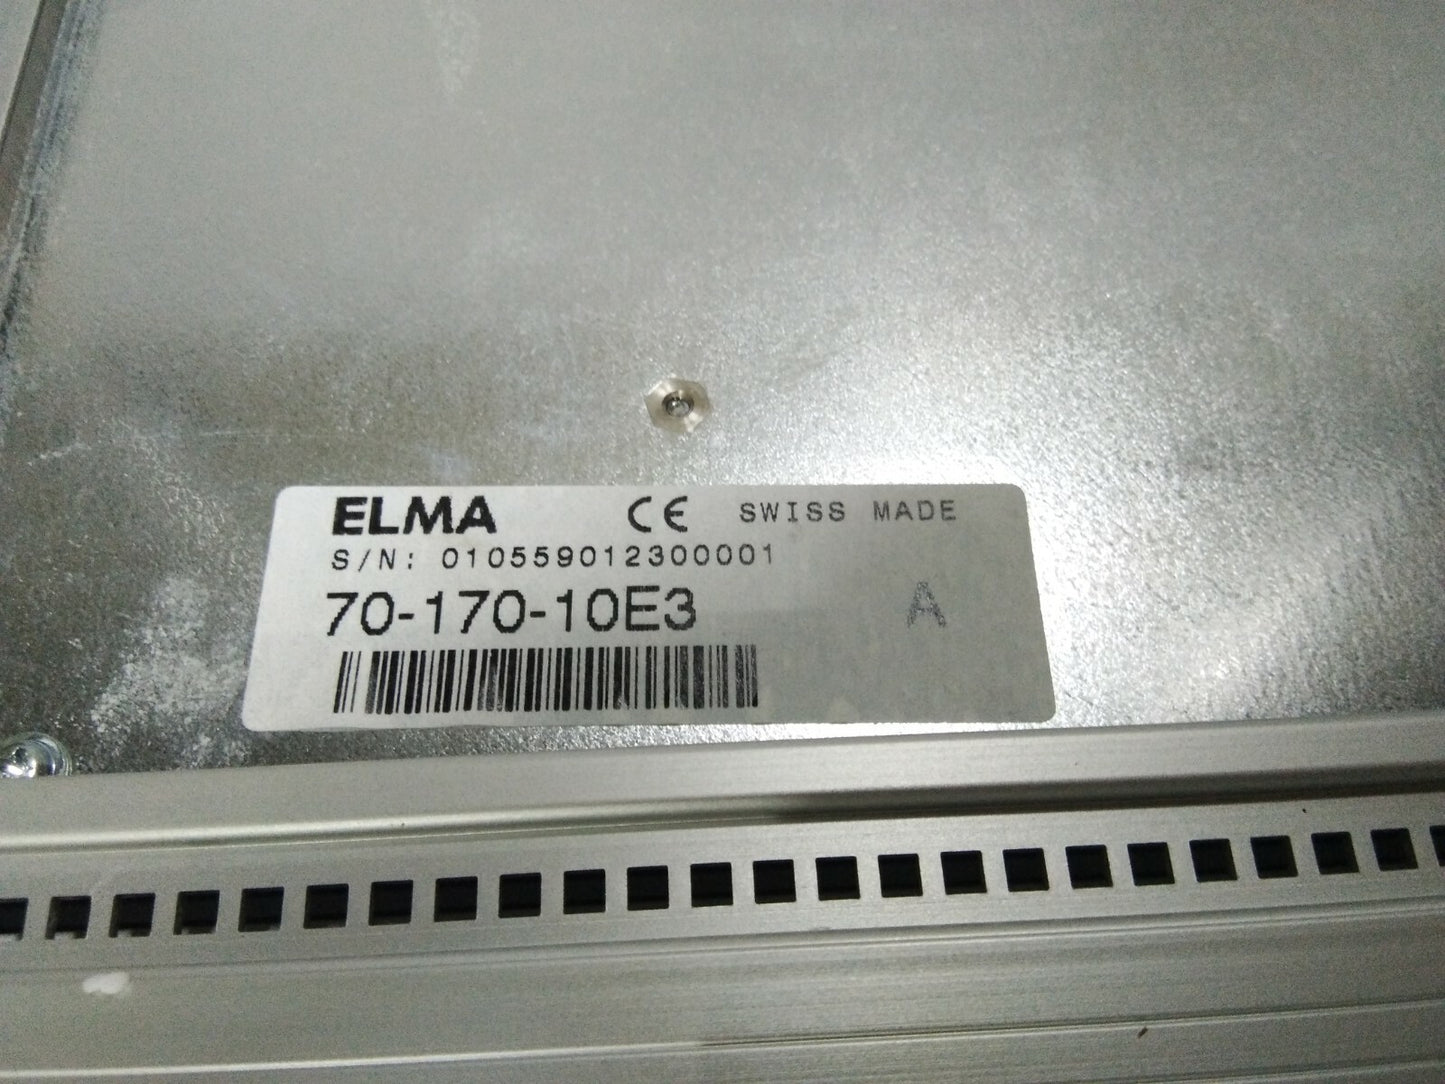 ELMA CE SWISS MADE
S/N: 010559012300001
70-170-10E3 A